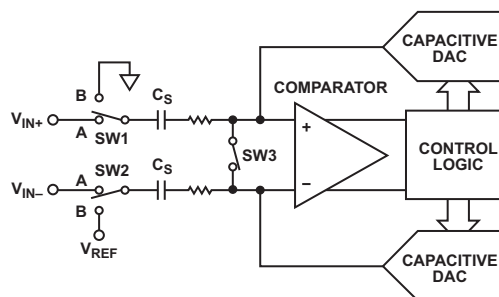 CAPACITIVE
DAC
COMPARATOR
B
CS
VIN+
A
SW1
+
SW3
CONTROL
LOGIC
CS
A
SW2
VIN–
B
–
VREF
CAPACITIVE
DAC